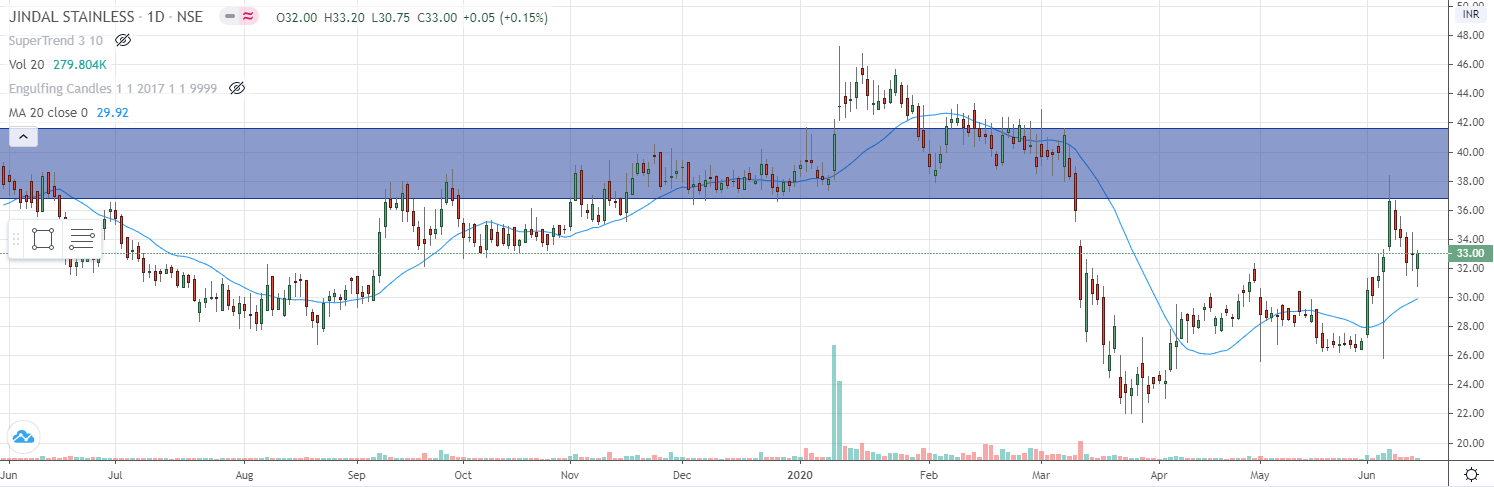 JINDAL STAINLESS · 1D · NSE O32.00 H33.20 L30.75 C33.00 +0.05 (+0.15%)
SuperTrend 3 10
Vol 20 279.804K
Engulfing Candles 1 1 2017 1 1 9999
MA 20 close 0 29.92
INR
50.00
48.00
46.00
44.00
42.00
40.00
38.00
36.00
34.00
33.00
32.00
30.00
28.00
26.00
24.00
22.00
20.00
Jun Jul Aug Sep Oct Nov Dec 2020 Feb Mar Apr May Jun